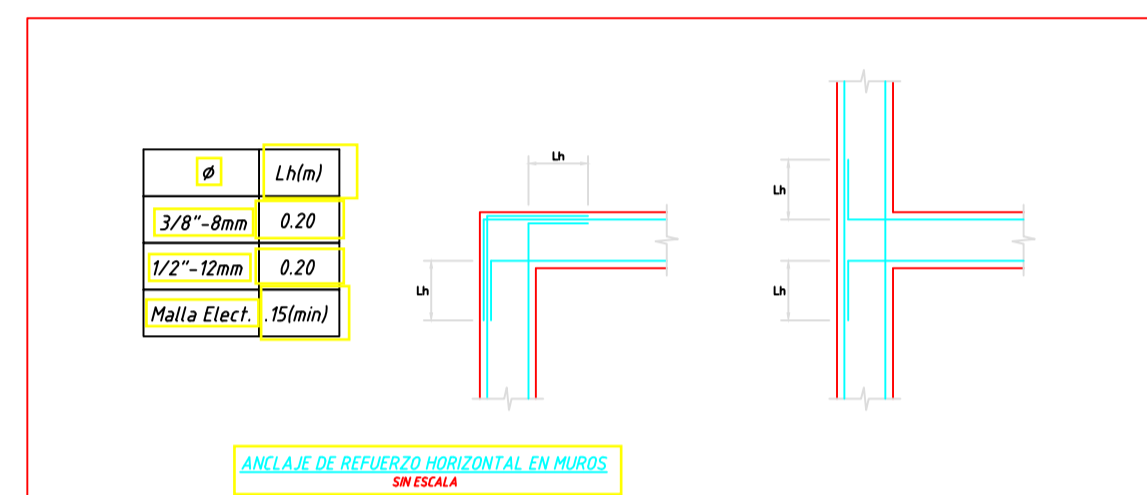 Ø Lh(m)
3/8"-8mm 0.20
1/2"-12mm 0.20
Malla Elect. .15(min)
Lh
Lh
Lh
Lh
ANCLAJE DE REFUERZO HORIZONTAL EN MUROS
SIN ESCALA